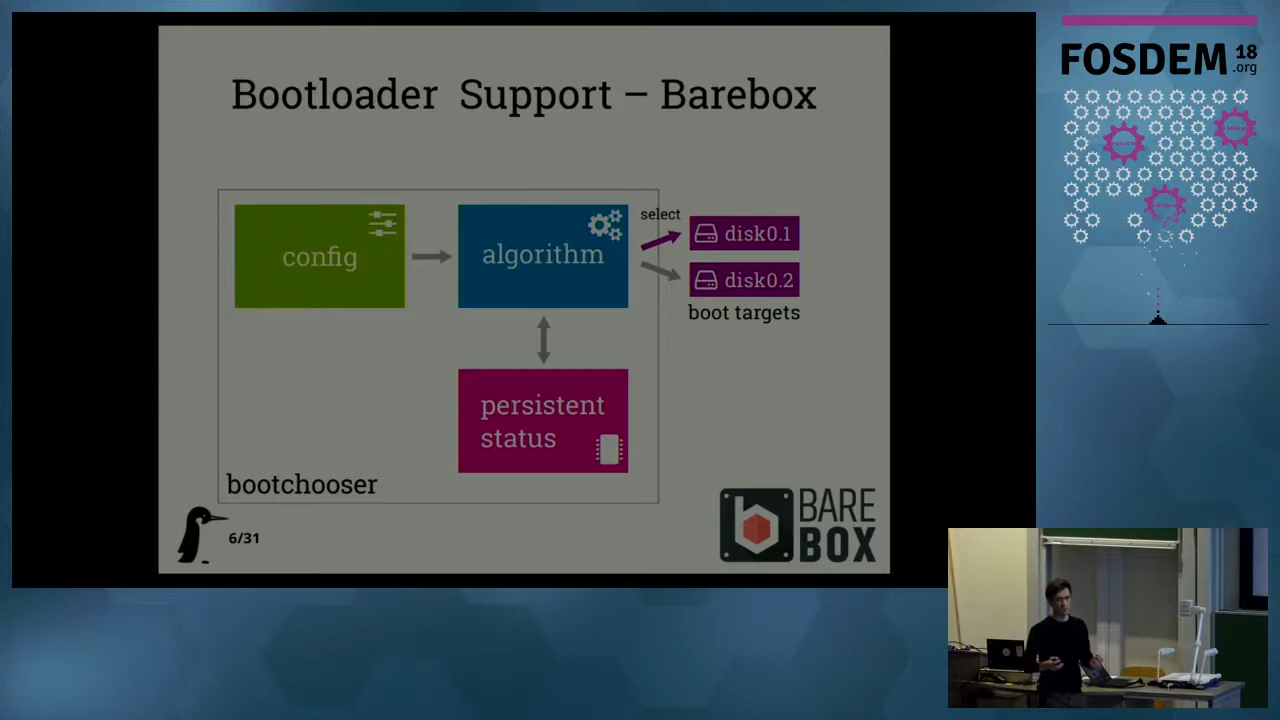 Bootloader Support – Barebox
config
algorithm
select
disk0.1
disk0.2
boot targets
persistent
status
bootchooser
6/31
BARE
BOX
FOSDEM 18
.org